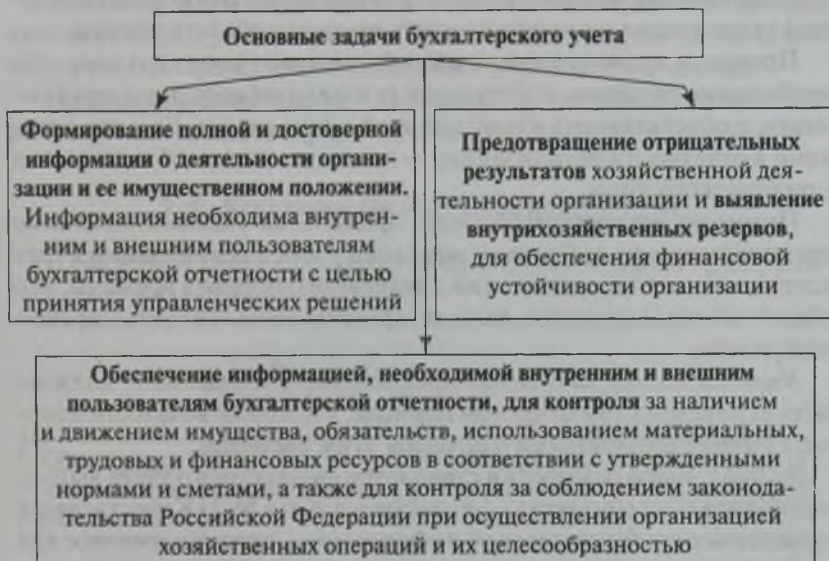 Основные задачи бухгалтерского учета
Формирование полной и достоверной
информации о деятельности органи-
зации и ее имущественном положении.
Информация необходима внутрен-
ним и внешним пользователям
бухгалтерской отчетности с целью
принятия управленческих решений
Предотвращение отрицательных
результатов хозяйственной дея-
тельности организации и выявление
внутрихозяйственных резервов,
для обеспечения финансовой
устойчивости организации
Обеспечение информацией, необходимой внутренним и внешним
пользователям бухгалтерской отчетности, для контроля за наличием
и движением имущества, обязательств, использованием материальных,
трудовых и финансовых ресурсов в соответствии с утвержденными
нормами и сметами, а также для контроля за соблюдением законода-
тельства Российской Федерации при осуществлении организацией
хозяйственных операций и их целесообразностью